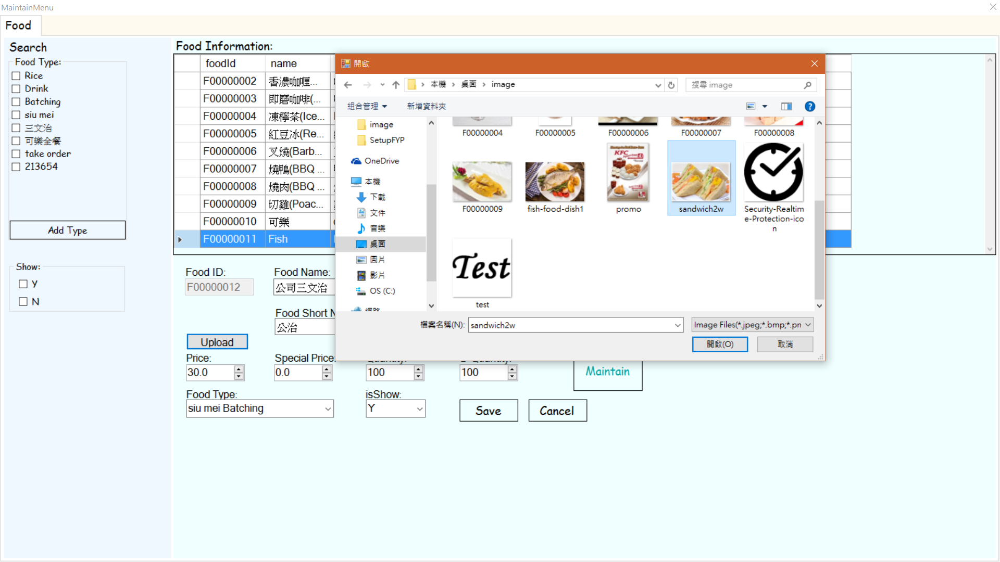 MaintainMenu
Food
Search
Food Type:
Rice
Drink
Batching
siu mei
三文治
可樂全餐
take order
213654
Add Type
Show:
Y
N
Food Information:
foodId name
F00000002 香濃咖喱...
F00000003 即磨咖啡(...
F00000004 凍檸茶(Ice...
F00000005 紅豆冰(Re...
F00000006 叉燒(Barb...
F00000007 燒鴨(BBQ ...
F00000008 燒肉(BBQ ...
F00000009 切雞(Poac...
F00000010 可樂
F00000011 Fish
Food ID:
F00000012
Food Name:
公司三文治
Food Short N
公治
Upload
Price:
30.0
Special Price:
0.0
Quantity:
100
100
Maintain
Food Type:
siu mei Batching
isShow:
Y
Save
Cancel
開啟
本機 › 桌面 › image
搜尋 image
組合管理
新增資料夾
image
SetupFYP
OneDrive
本機
下載
文件
音樂
桌面
圖片
影片
OS (C:)
網路
F00000004
F00000005
F00000006
F00000007
F00000008
F00000009
fish-food-dish1
KFC
promo
sandwich2w
Security-Realtim
e-Protection-ico
n
Test
test
檔案名稱(N):
sandwich2w
Image Files(*.jpeg;*.bmp;*.pn
開啟(O)
取消